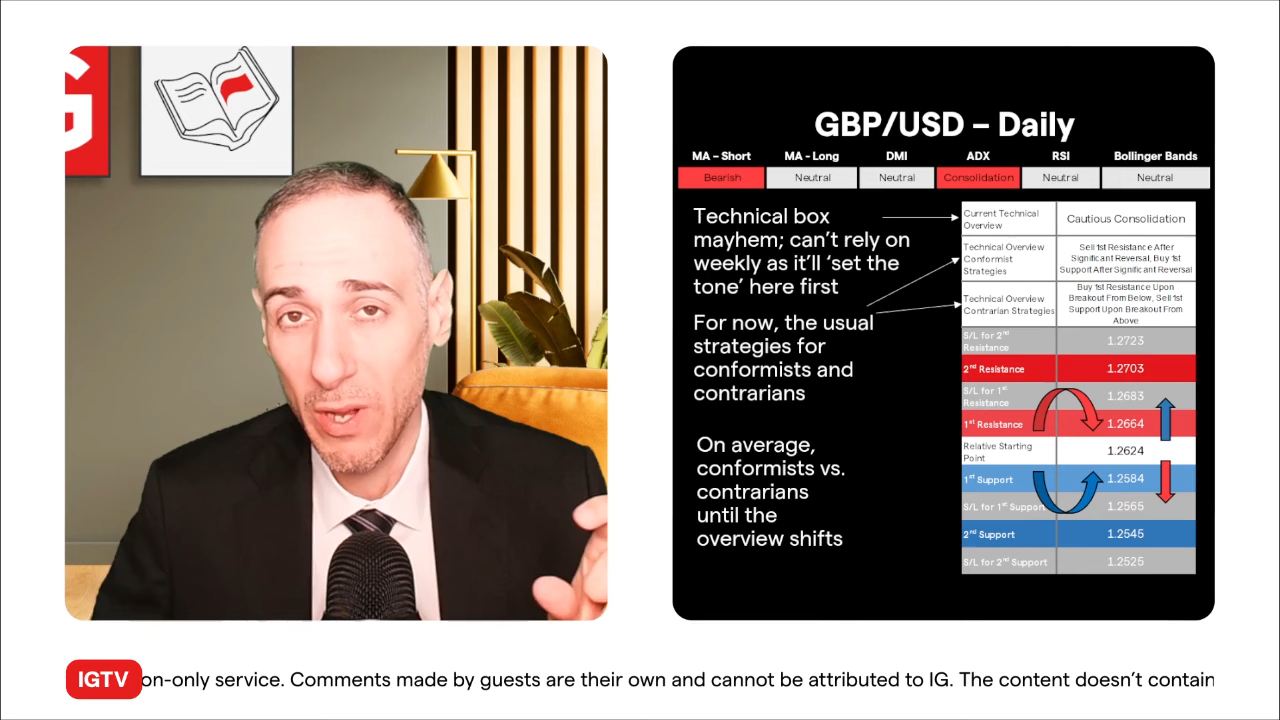 G
GBP/USD – Daily
MA – Short MA - Long DMI ADX RSI Bollinger Bands
Bearish Neutral Neutral Consolidation Neutral Neutral
Technical box
mayhem; can’t rely on
weekly as it’ll ‘set the
tone’ here first
For now, the usual
strategies for
conformists and
contrarians
On average,
conformists vs.
contrarians
until the
overview shifts
Current Technical
Overview
Cautious Consolidation
Technical Overview
Conformist
Strategies
Sell 1st Resistance After
Significant Reversal, Buy 1st
Support After Significant Reversal
Technical Overview
Contrarian Strategies
Buy 1st Resistance Upon
Breakout From Below, Sell 1st
Support Upon Breakout From
Above
S/L for 2nd
Resistance
1.2723
2nd Resistance 1.2703
S/L for 1st
Resistance
1.2683
1st Resistance 1.2664
Relative Starting
Point
1.2624
1st Support 1.2584
S/L for 1st Support 1.2565
2nd Support 1.2545
S/L for 2nd Support 1.2525
IGTV on-only service. Comments made by guests are their own and cannot be attributed to IG. The content doesn’t contain